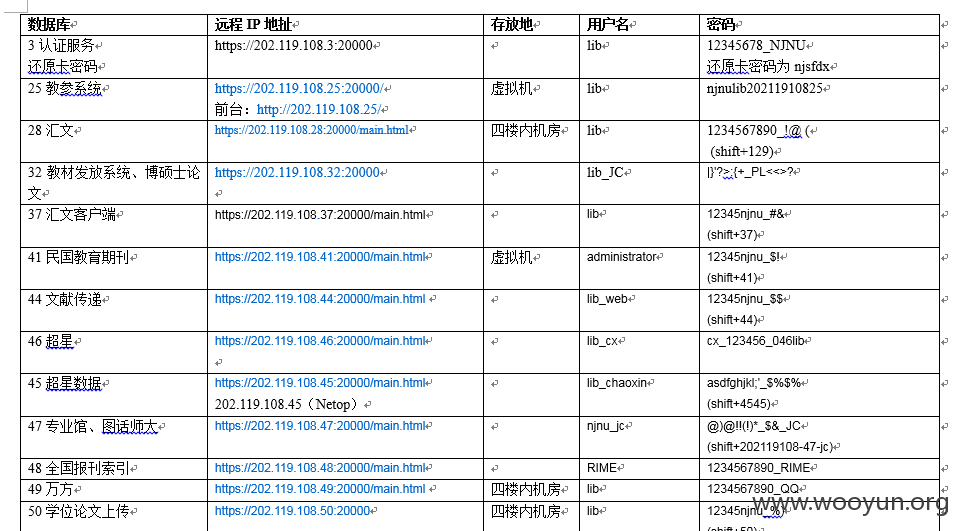 数据库 远程 IP 地扯 存放地 用户名 密码
3 认证服务 https://202.119.108.3:20000 lib 12345678_NJNU
还原卡密码 还原卡密码为 njsfdx
25 教参系统 https://202.119.108.25:20000/ 虚拟机 lib njnulib20211910825
前台：http://202.119.108.25/
28 汇文 https://202.119.108.28:20000/main.html 四楼内机房 lib 1234567890_!@ (
(shift+129)
32 教材发放系统、博硕士论 https://202.119.108.32:20000 lib_JC |}'?>:{+_PL<<>?
文
37 汇文客户端 https://202.119.108.37:20000/main.html lib 12345njnu_#&
(shift+37)
41 民国教育期刊 https://202.119.108.41:20000/main.html 虚拟机 administrator 12345njnu_$!
(shift+41)
44 文献传递 https://202.119.108.44:20000/main.html lib_web 12345njnu_$$
(shift+44)
46 超星 https://202.119.108.46:20000/main.html lib_cx cx_123456_046lib
45 超星数据 https://202.119.108.45:20000/main.html lib_chaoxin asdfghjkl;'_$%$%
202.119.108.45（Netop） (shift+4545)
47 专业馆、图话师大 https://202.119.108.47:20000/main.html njnu_jc @)@!!(!)*_$&_JC
(shift+202119108-47-jc)
48 全国报刊索引 https://202.119.108.48:20000/main.html RIME 1234567890_RIME
49 万方 https://202.119.108.49:20000/main.html 四楼内机房 lib 1234567890_QQ
www.wooyun.org
50 学位论文上传 https://202.119.108.50:20000 四楼内机房 lib 12345njnu_%)
(shift+50)